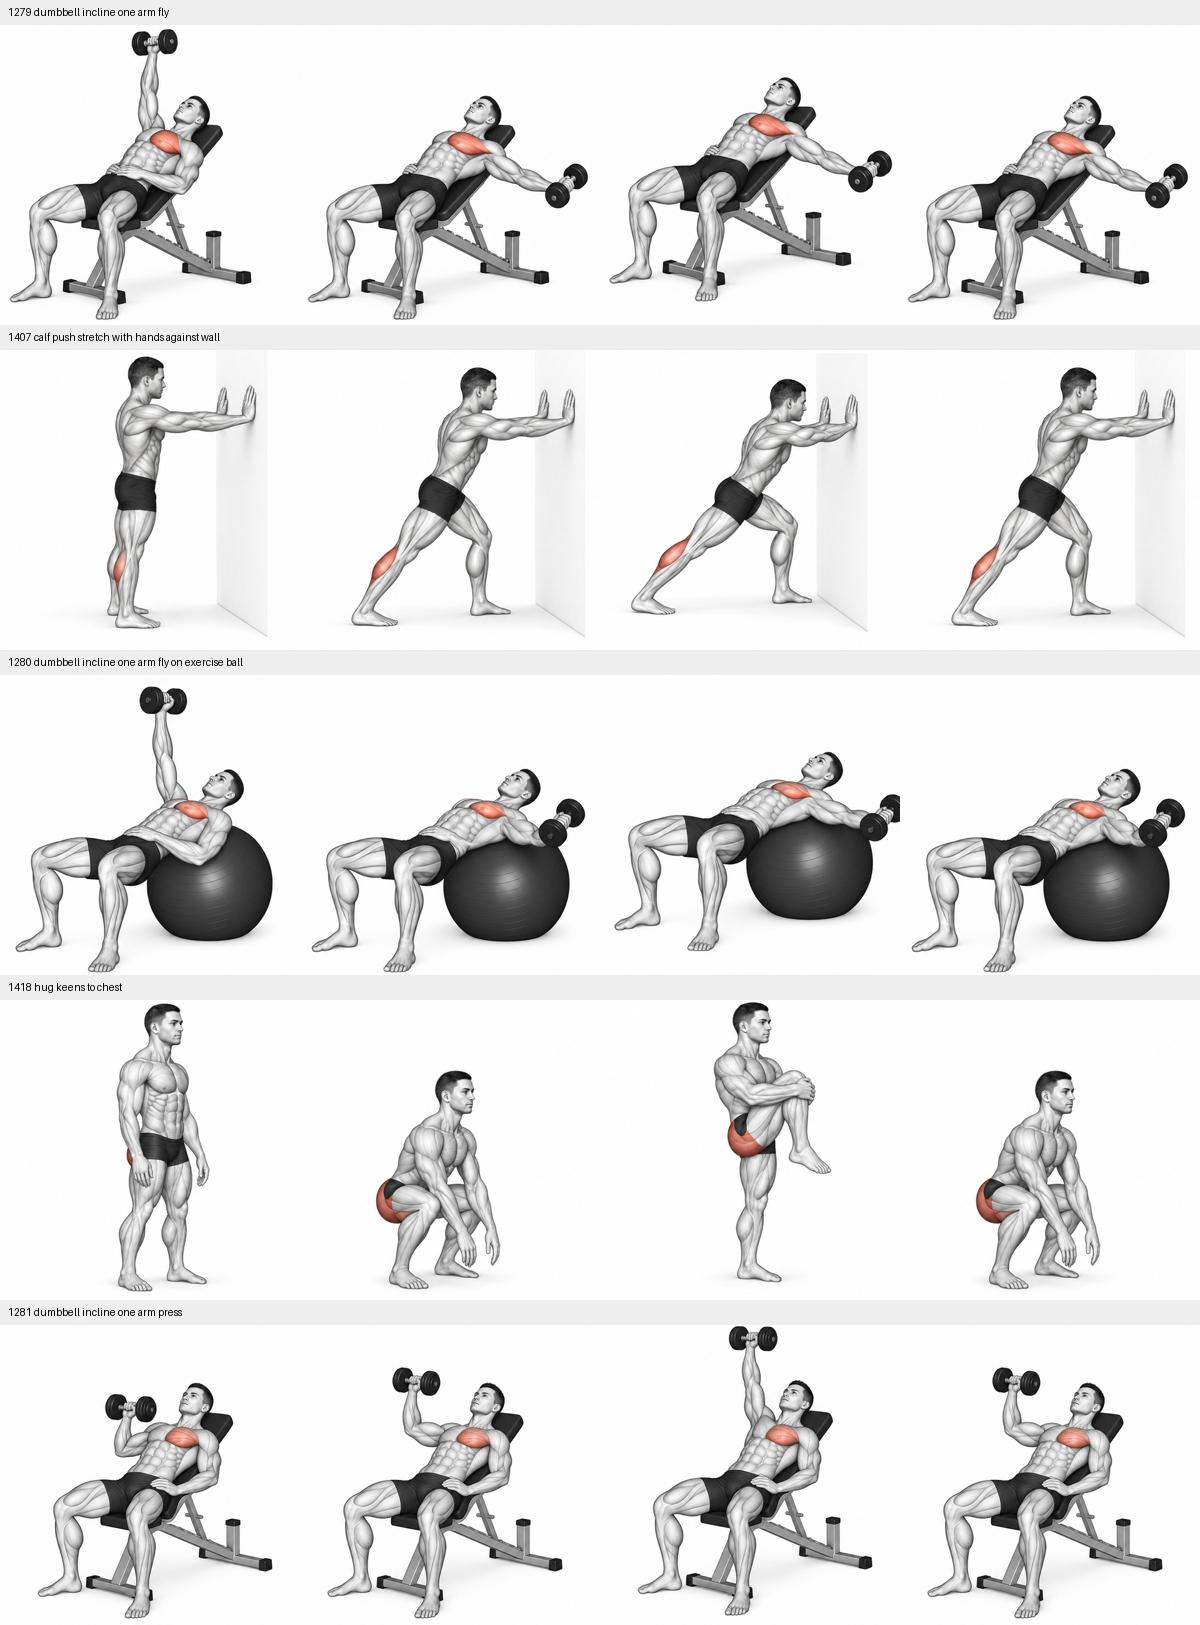 1279 dumbbell incline one arm fly
1407 calf push stretch with hands against wall
1280 dumbbell incline one arm fly on exercise ball
1418 hug keens to chest
1281 dumbbell incline one arm press